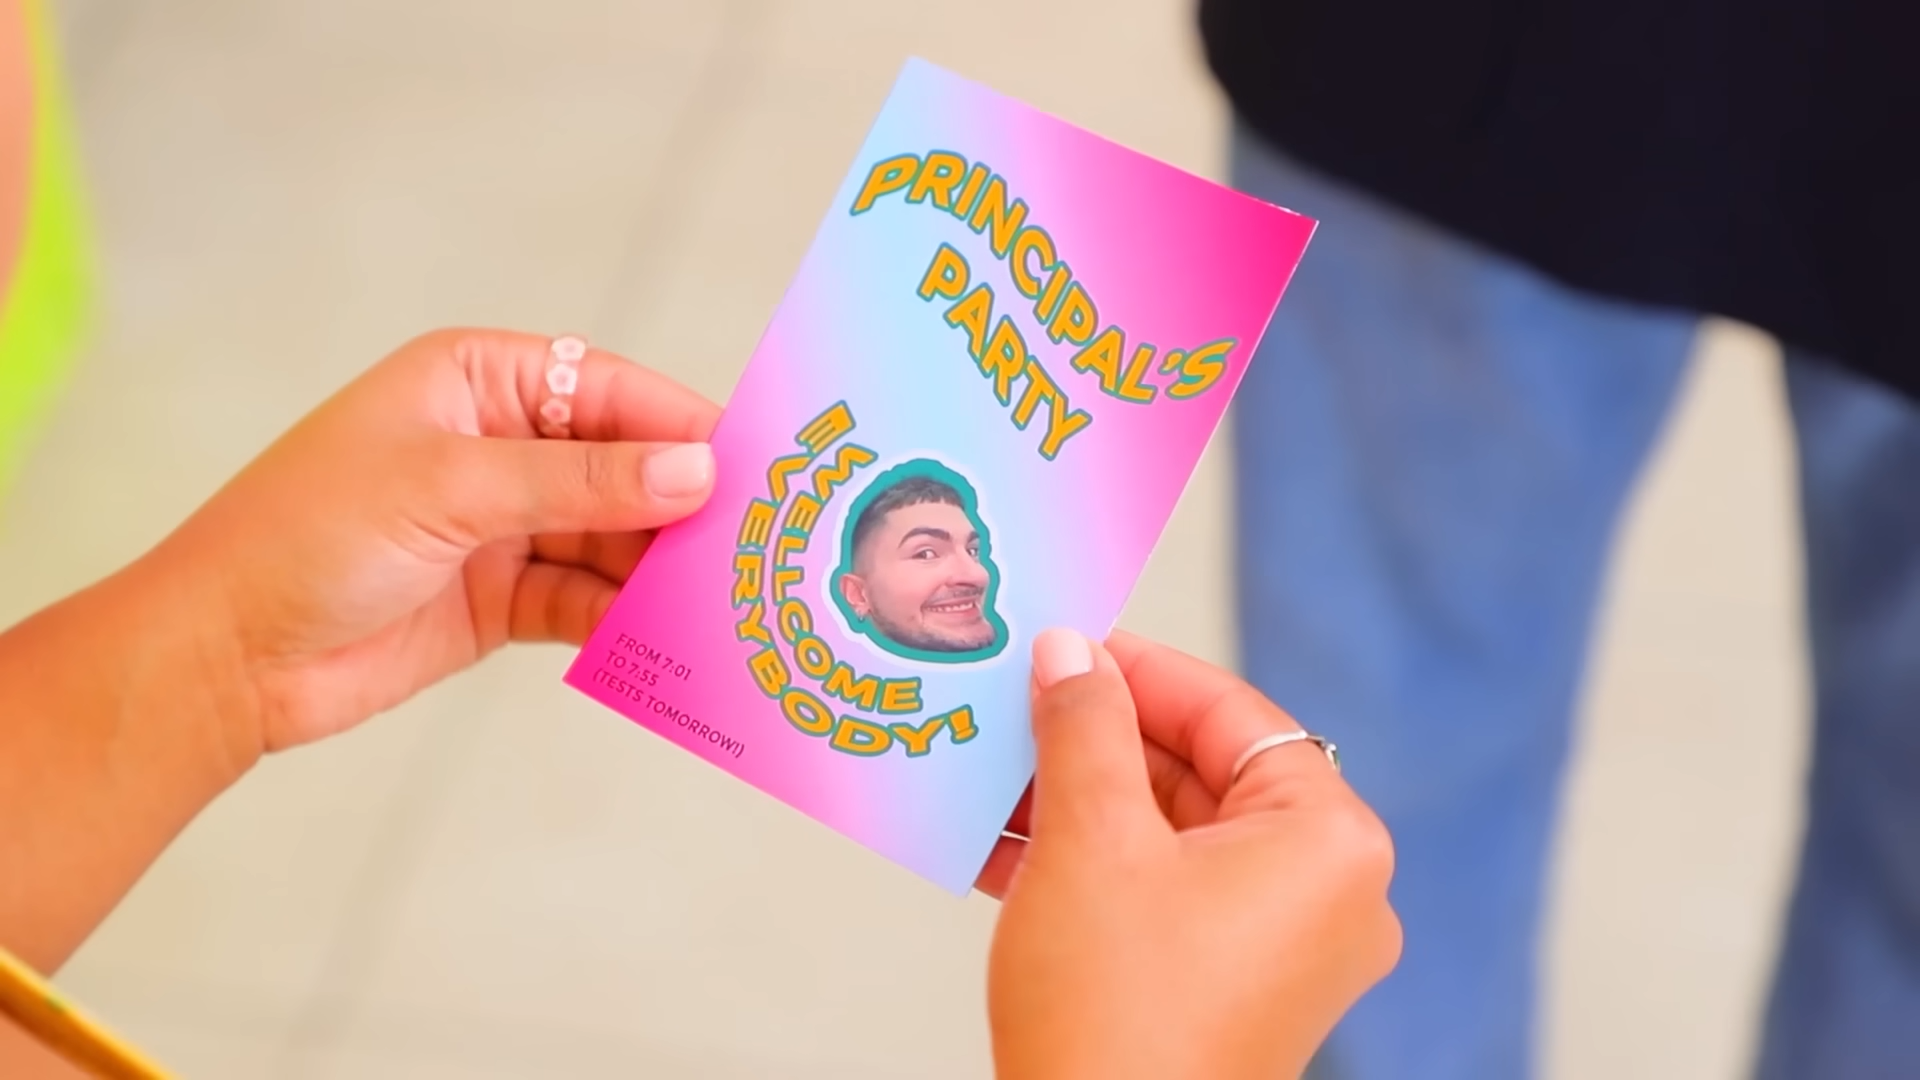 PRINCIPAL'S
PARTY
WELLCOME
EVERYBODY!
FROM 7:01
TO 7:55
(TESTS TOMORROW!)